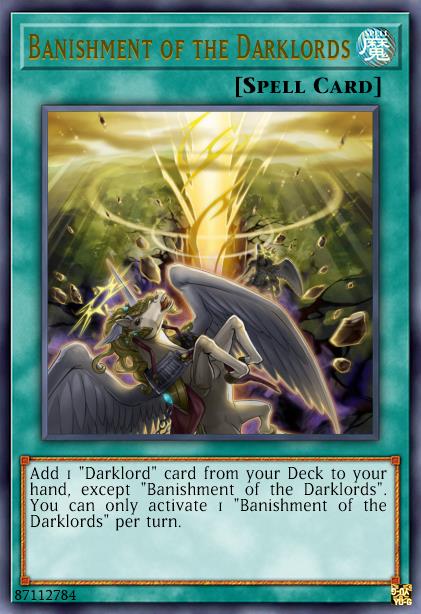 Banishment of the Darklords
[Spell Card]
Add 1 "Darklord" card from your Deck to your
hand, except "Banishment of the Darklords".
You can only activate 1 "Banishment of the
Darklords" per turn.
87112784